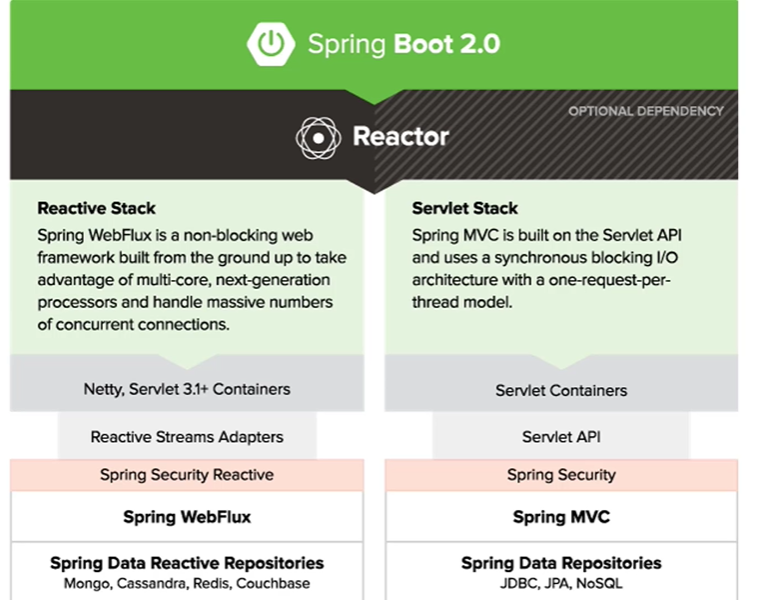 Spring Boot 2.0
OPTIONAL DEPENDENCY
Reactor
Reactive Stack
Spring WebFlux is a non-blocking web
framework built from the ground up to take
advantage of multi-core, next-generation
processors and handle massive numbers
of concurrent connections.
Servlet Stack
Spring MVC is built on the Servlet API
and uses a synchronous blocking I/O
architecture with a one-request-per-
thread model.
Netty, Servlet 3.1+ Containers
Servlet Containers
Reactive Streams Adapters
Servlet API
Spring Security Reactive
Spring Security
Spring WebFlux
Spring MVC
Spring Data Reactive Repositories
Mongo, Cassandra, Redis, Couchbase
Spring Data Repositories
JDBC, JPA, NoSQL